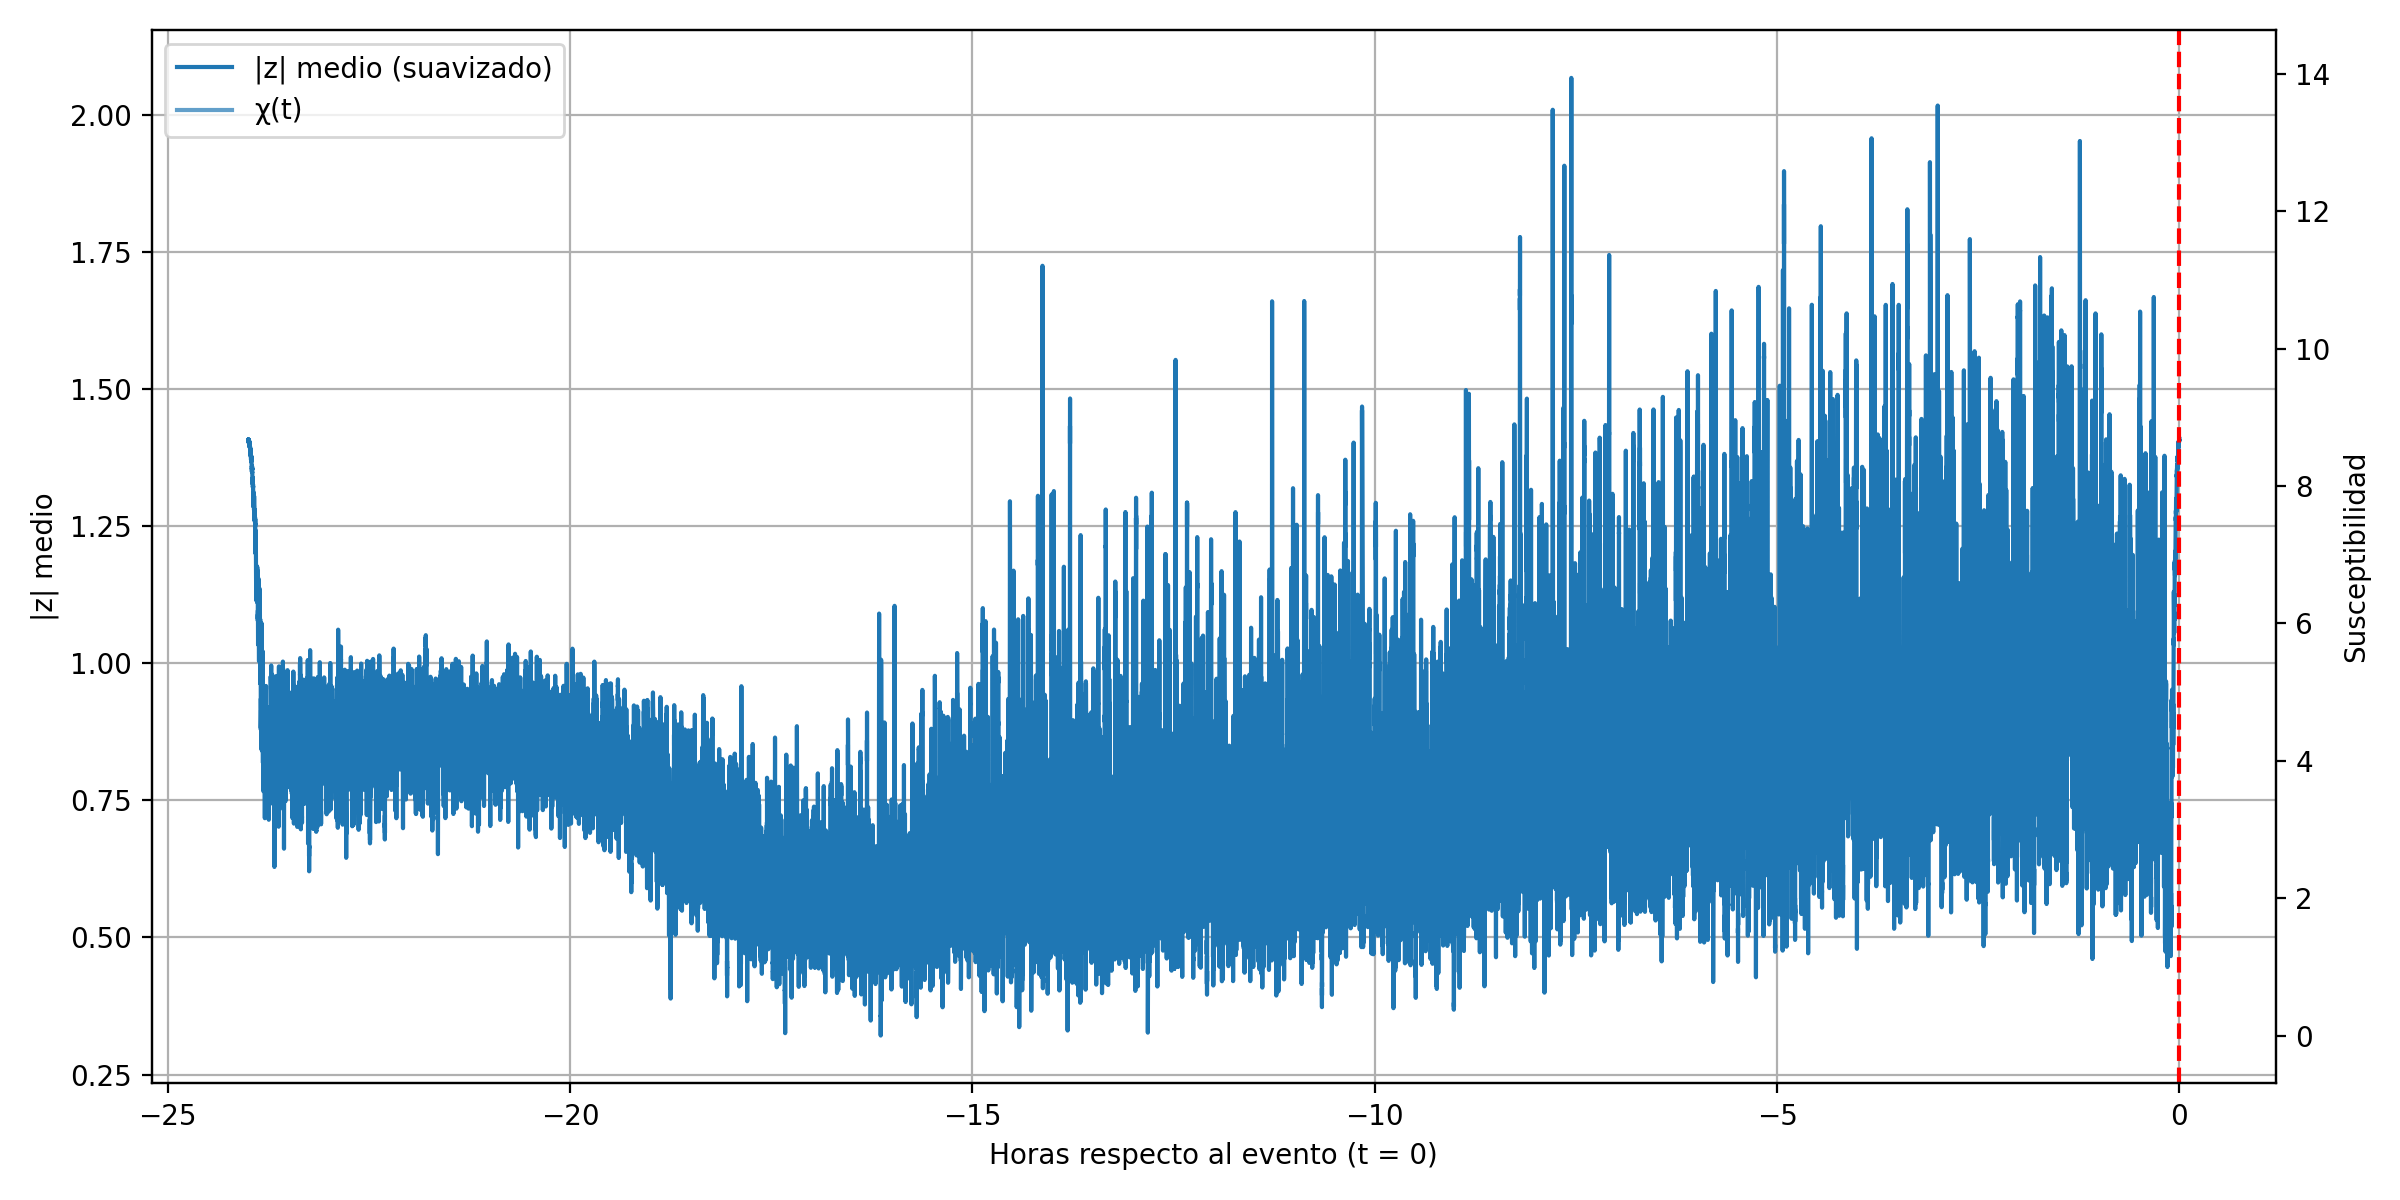 |z| medio (suavizado)
χ(t)
2.00
1.75
1.50
1.25
1.00
0.75
0.50
0.25
|z| medio
14
12
10
8
6
4
2
0
Susceptibilidad
−25 −20 −15 −10 −5 0
Horas respecto al evento (t = 0)